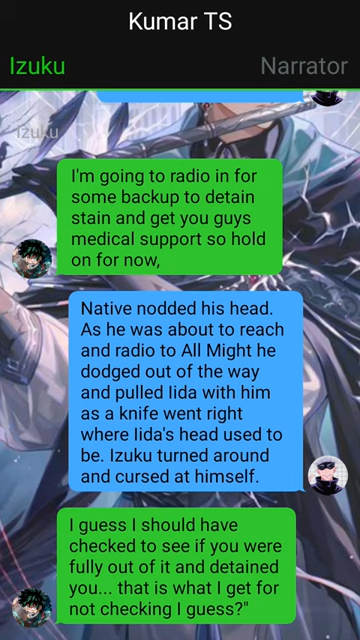 Kumar TS
Izuku
Narrator
Izuku
I'm going to radio in for
some backup to detain
stain and get you guys
medical support so hold
on for now,
Native nodded his head.
As he was about to reach
and radio to All Might he
dodged out of the way
and pulled Iida with him
as a knife went right
where Iida's head used to
be. Izuku turned around
and cursed at himself.
I guess I should have
checked to see if you were
fully out of it and detained
you... that is what I get for
not checking I guess?"